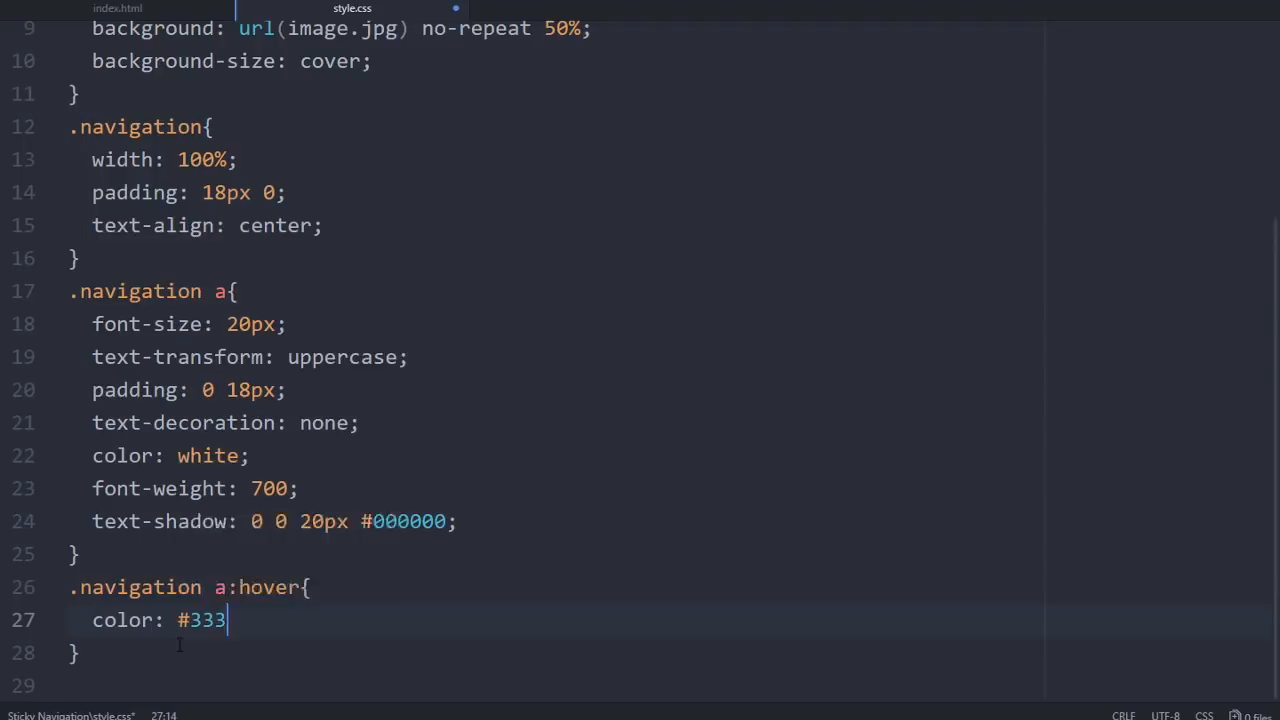 index.html style.css
9 background: url(image.jpg) no-repeat 50%;
10 background-size: cover;
11 }
12 .navigation{
13 width: 100%;
14 padding: 18px 0;
15 text-align: center;
16 }
17 .navigation a{
18 font-size: 20px;
19 text-transform: uppercase;
20 padding: 0 18px;
21 text-decoration: none;
22 color: white;
23 font-weight: 700;
24 text-shadow: 0 0 20px #000000;
25 }
26 .navigation a:hover{
27 color: #333
28 }
29
Sticky Navigation\style.css* 27:14 CRLF UTF-8 CSS 0 files